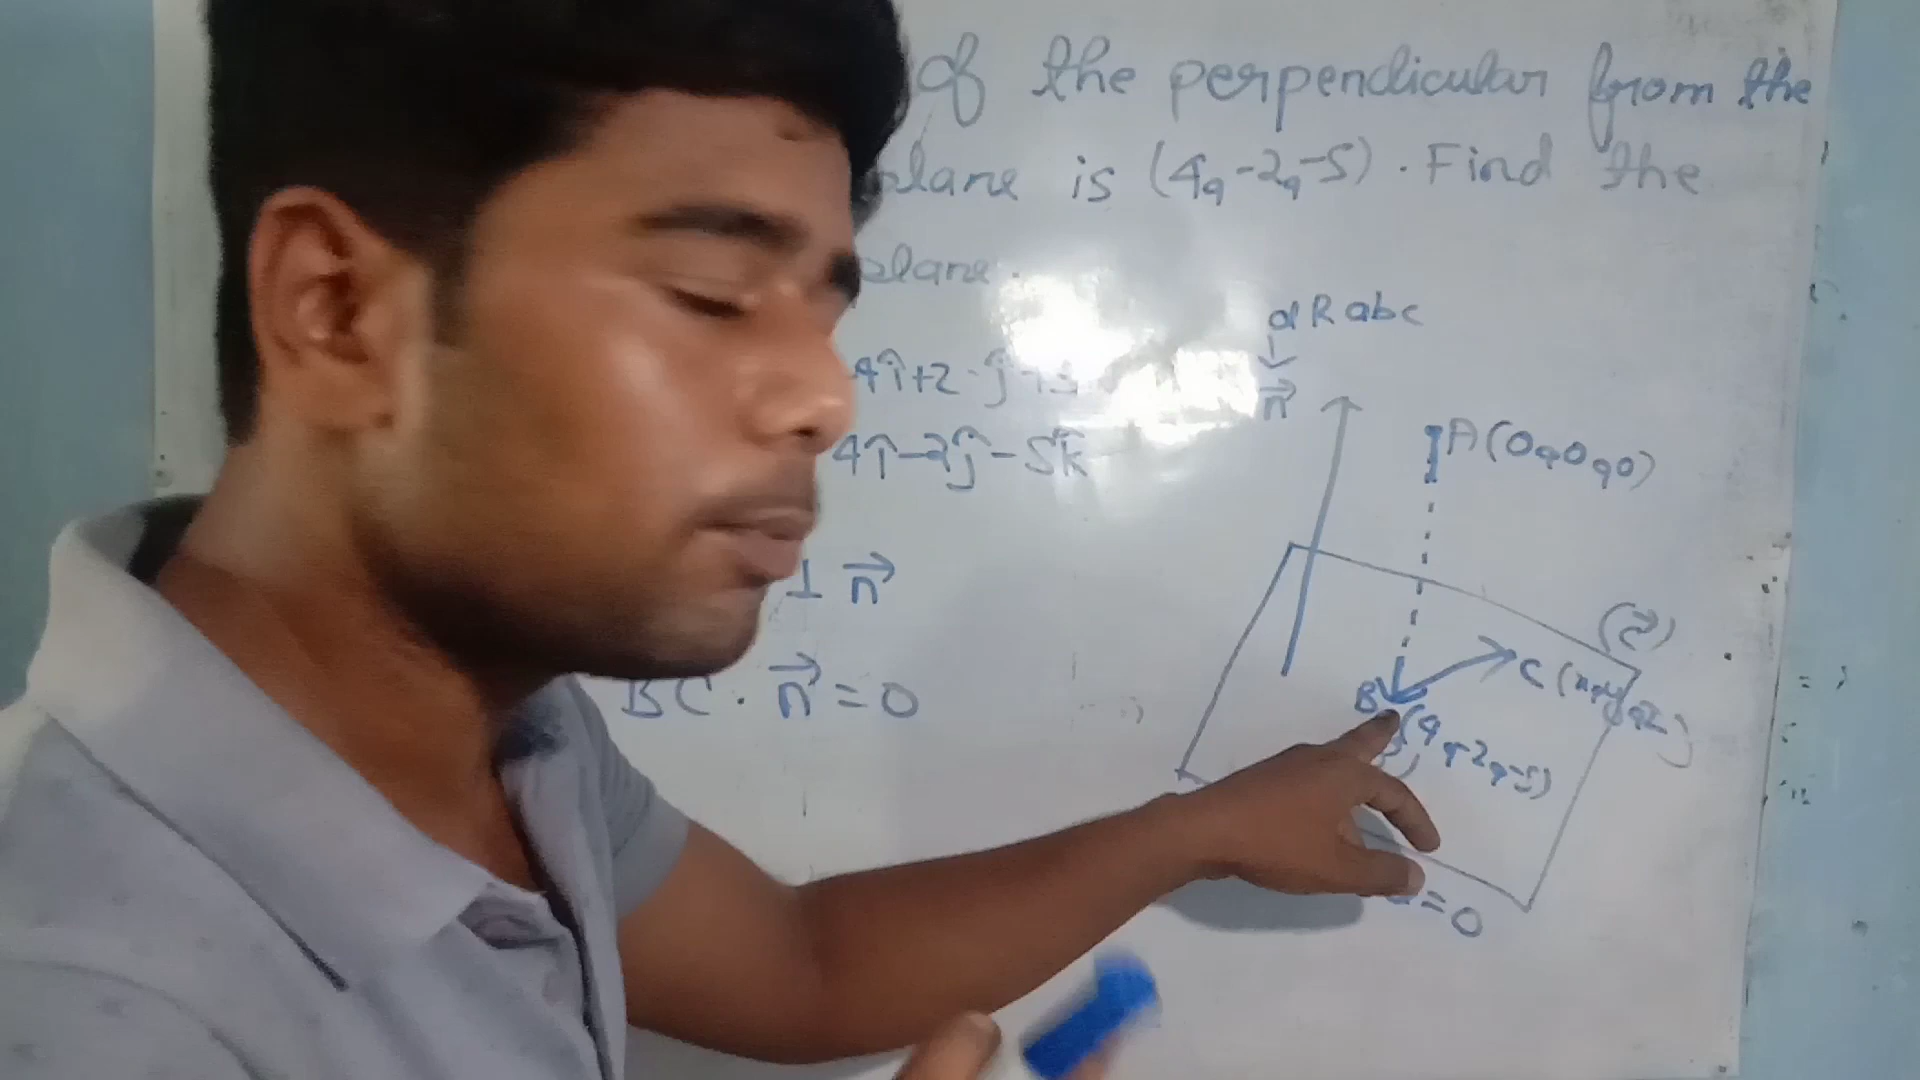 of the perpendicular from the
plane is (4,-2,-5). Find the
plane.
dR abc
n⃗
4î+2
4î-2ĵ-5k̂
A(0,0,0)
⊥ n⃗
BC · n⃗ = 0
C(x,y,z)
B
(4,-2,-5)
=0